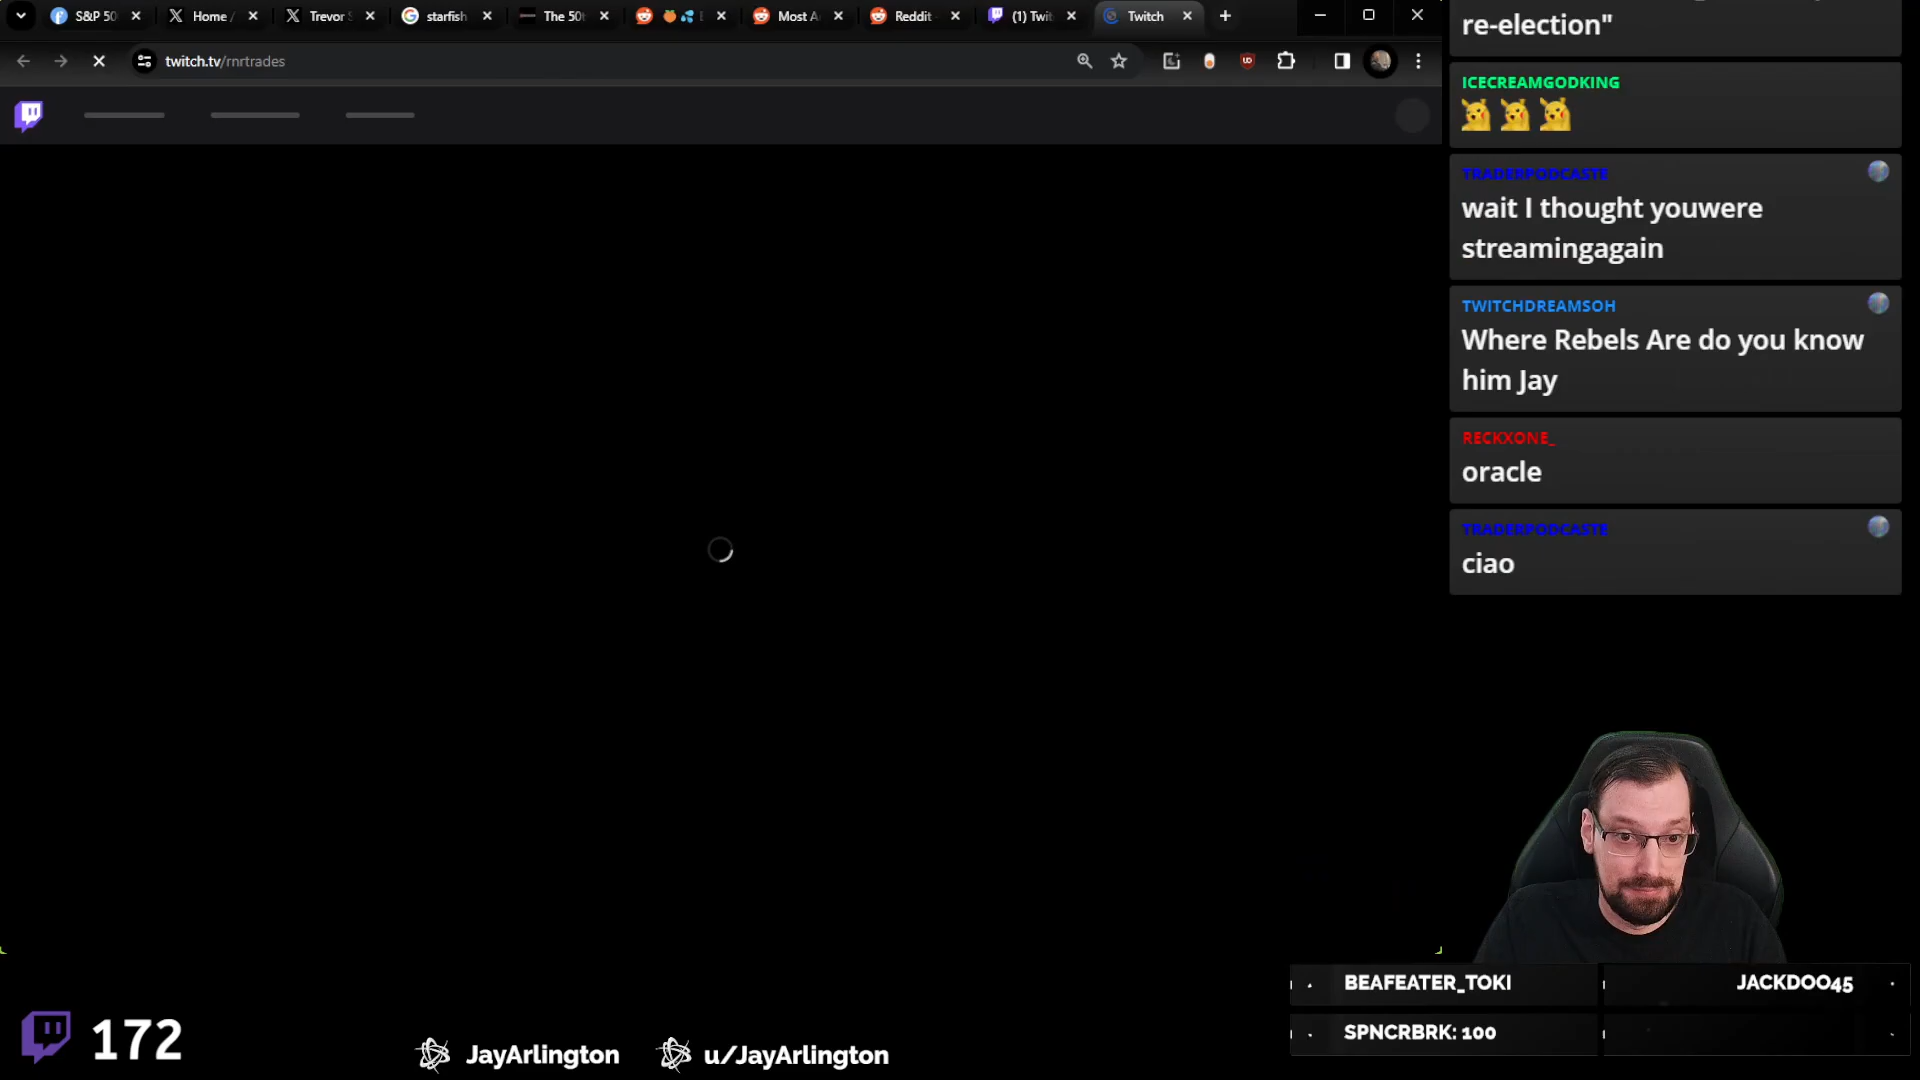 S&P 50
Home /
Trevor S
starfish
The 50t
Most A
Reddit
(1) Twit
Twitch
twitch.tv/rnrtrades
re-election"
ICECREAMGODKING
TRADERPODCASTE
wait I thought youwere
streamingagain
TWITCHDREAMSOH
Where Rebels Are do you know
him Jay
RECKXONE_
oracle
TRADERPODCASTE
ciao
BEAFEATER_TOKI
JACKDOO45
SPNCRBRK: 100
172
JayArlington
u/JayArlington